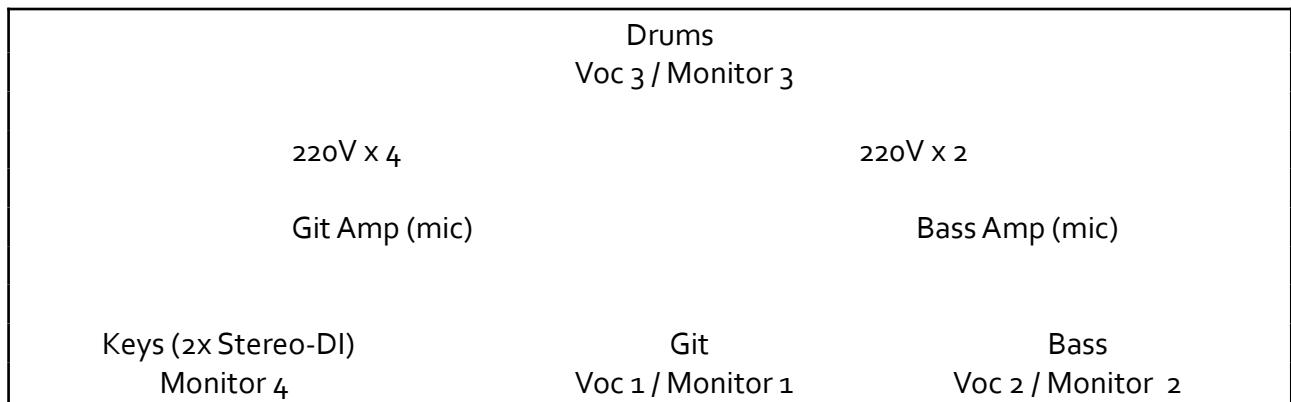 Drums
Voc 3 / Monitor 3
220V x 4 220V x 2
Git Amp (mic) Bass Amp (mic)
Keys (2x Stereo-DI) Git Bass
Monitor 4 Voc 1 / Monitor 1 Voc 2 / Monitor 2